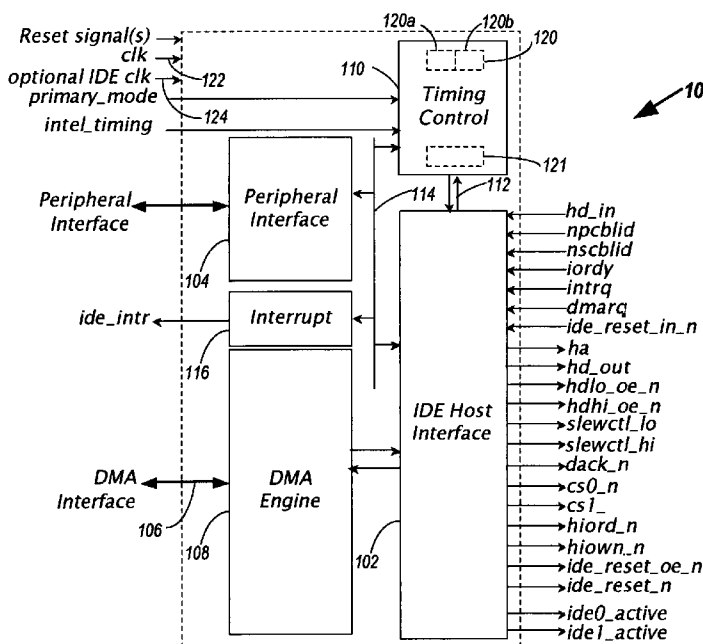 120a
120b
120
Reset signal(s)
clk
122
optional IDE clk
124
primary_mode
intel_timing
110
Timing
Control
121
10
112
114
Peripheral Interface
Peripheral
Interface
104
ide_intr
Interrupt
116
DMA
Interface
106
DMA
Engine
108
IDE Host
Interface
102
hd_in
npcblid
nscblid
iordy
intrq
dmarq
ide_reset_in_n
ha
hd_out
hdlo_oe_n
hdhi_oe_n
slewctl_lo
slewctl_hi
dack_n
cs0_n
cs1_
hiord_n
hiown_n
ide_reset_oe_n
ide_reset_n
ide0_active
ide1_active